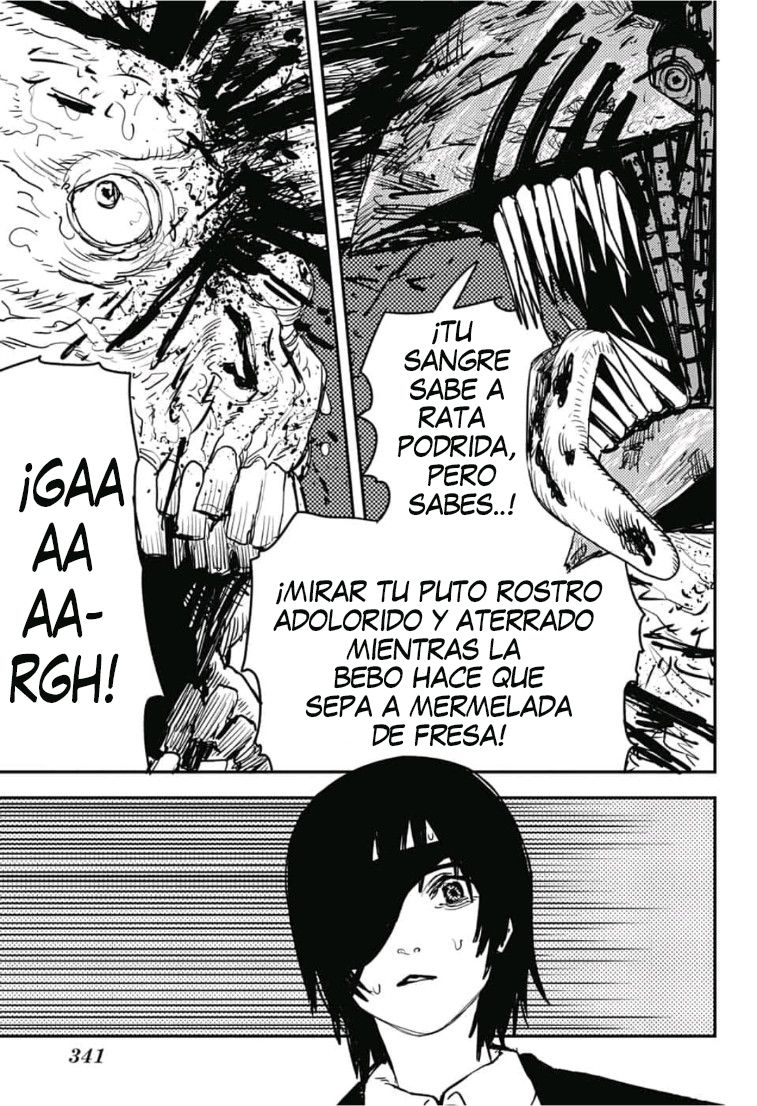 ¡TU
SANGRE
SABE A
RATA
PODRIDA,
PERO
SABES..!
¡MIRAR TU PUTO ROSTRO
ADOLORIDO Y ATERRADO
MIENTRAS LA
BEBO HACE QUE
SEPA A MERMELADA
DE FRESA!
¡GAA
AA
AA-
RGH!
341